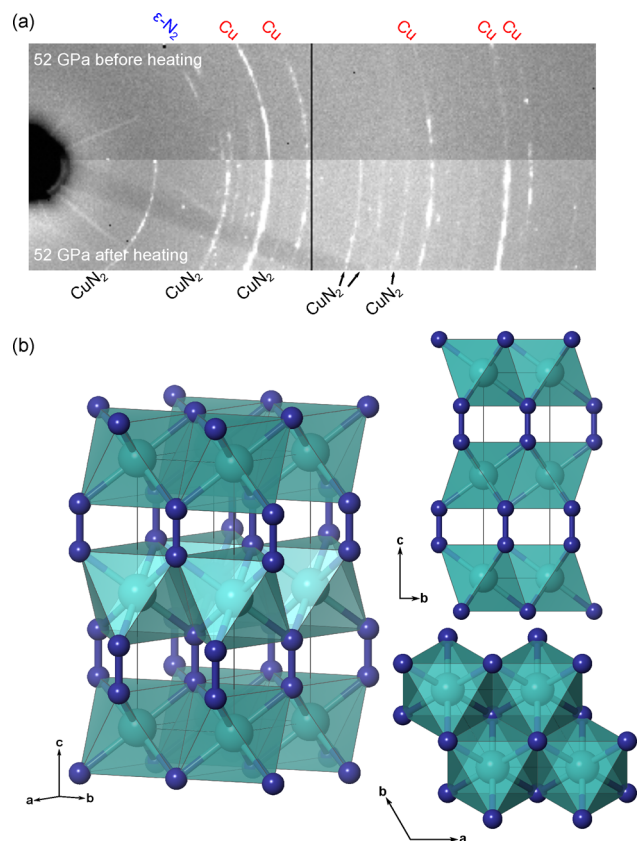 (a)
ε-N₂ Cu Cu Cu Cu Cu
52 GPa before heating
52 GPa after heating
CuN₂ CuN₂ CuN₂ CuN₂ CuN₂
(b)
c
b
c
a b
b
a